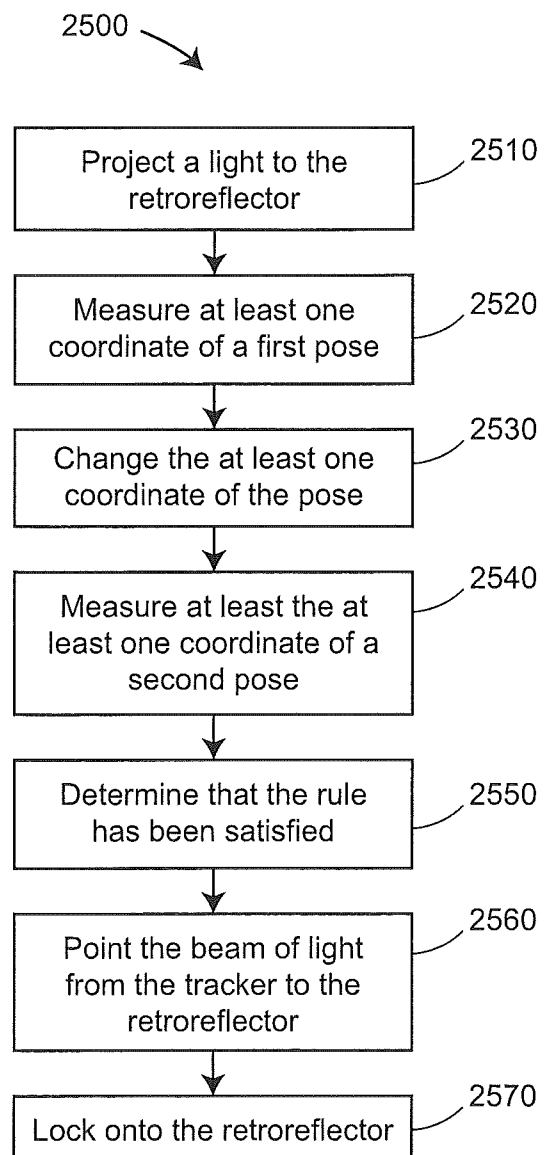 2500
Project a light to the
retroreflector
2510
Measure at least one
coordinate of a first pose
2520
Change the at least one
coordinate of the pose
2530
Measure at least the at
least one coordinate of a
second pose
2540
Determine that the rule
has been satisfied
2550
Point the beam of light
from the tracker to the
retroreflector
2560
Lock onto the retroreflector
2570